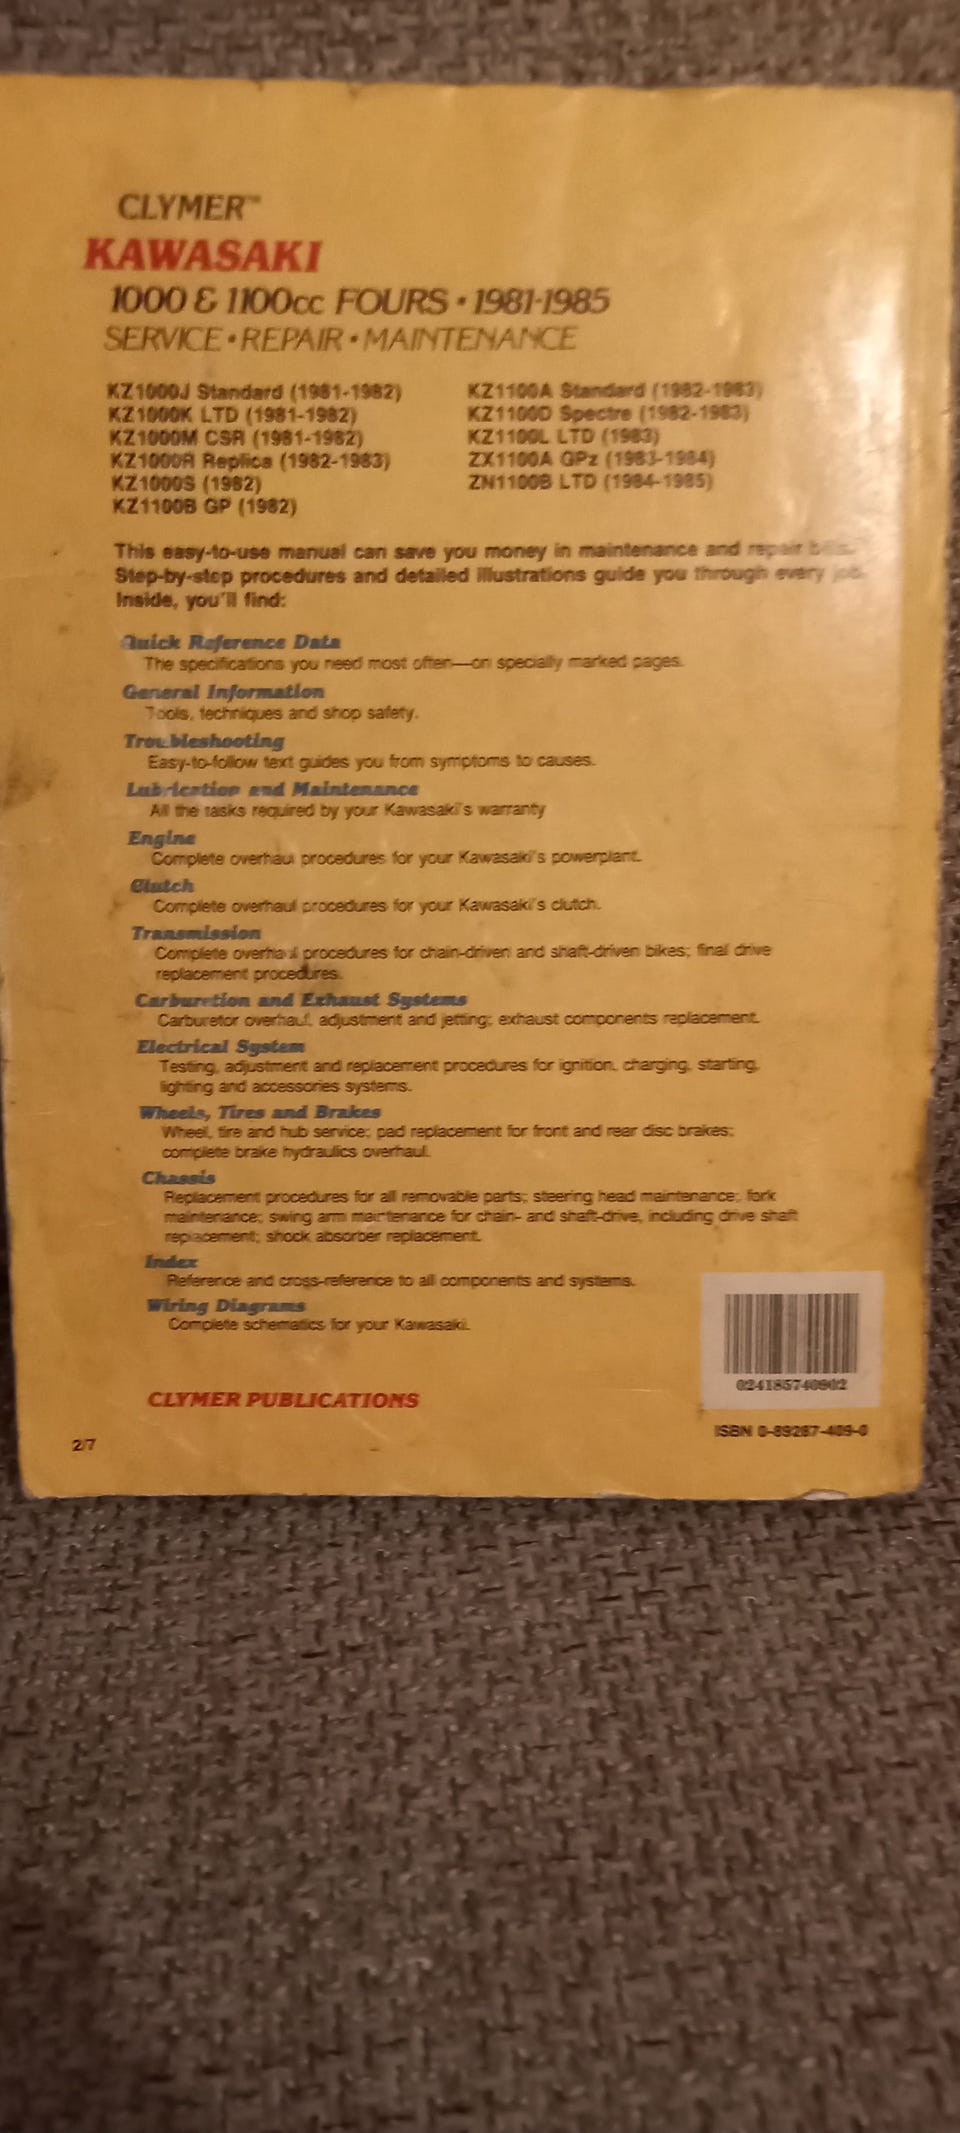 CLYMER™
KAWASAKI
1000 & 1100cc FOURS • 1981-1985
SERVICE • REPAIR • MAINTENANCE
KZ1000J Standard (1981-1982)
KZ1000K LTD (1981-1982)
KZ1000M CSR (1981-1982)
KZ1000R Replica (1982-1983)
KZ1000S (1982)
KZ1100B GP (1982)
KZ1100A Standard (1982-1983)
KZ1100D Spectre (1982-1983)
KZ1100L LTD (1983)
ZX1100A GPz (1983-1984)
ZN1100B LTD (1984-1985)
This easy-to-use manual can save you money in maintenance and repair bills.
Step-by-step procedures and detailed illustrations guide you through every job.
Inside, you'll find:
Quick Reference Data
The specifications you need most often—on specially marked pages.
General Information
Tools, techniques and shop safety.
Troubleshooting
Easy-to-follow text guides you from symptoms to causes.
Lubrication and Maintenance
All the tasks required by your Kawasaki's warranty
Engine
Complete overhaul procedures for your Kawasaki's powerplant.
Clutch
Complete overhaul procedures for your Kawasaki's clutch.
Transmission
Complete overhaul procedures for chain-driven and shaft-driven bikes; final drive
replacement procedures.
Carburetion and Exhaust Systems
Carburetor overhaul, adjustment and jetting; exhaust components replacement.
Electrical System
Testing, adjustment and replacement procedures for ignition, charging, starting,
lighting and accessories systems.
Wheels, Tires and Brakes
Wheel, tire and hub service; pad replacement for front and rear disc brakes;
complete brake hydraulics overhaul.
Chassis
Replacement procedures for all removable parts; steering head maintenance; fork
maintenance; swing arm maintenance for chain- and shaft-drive, including drive shaft
replacement; shock absorber replacement.
Index
Reference and cross-reference to all components and systems.
Wiring Diagrams
Complete schematics for your Kawasaki.
024185740902
CLYMER PUBLICATIONS
ISBN 0-89287-409-0
2/7